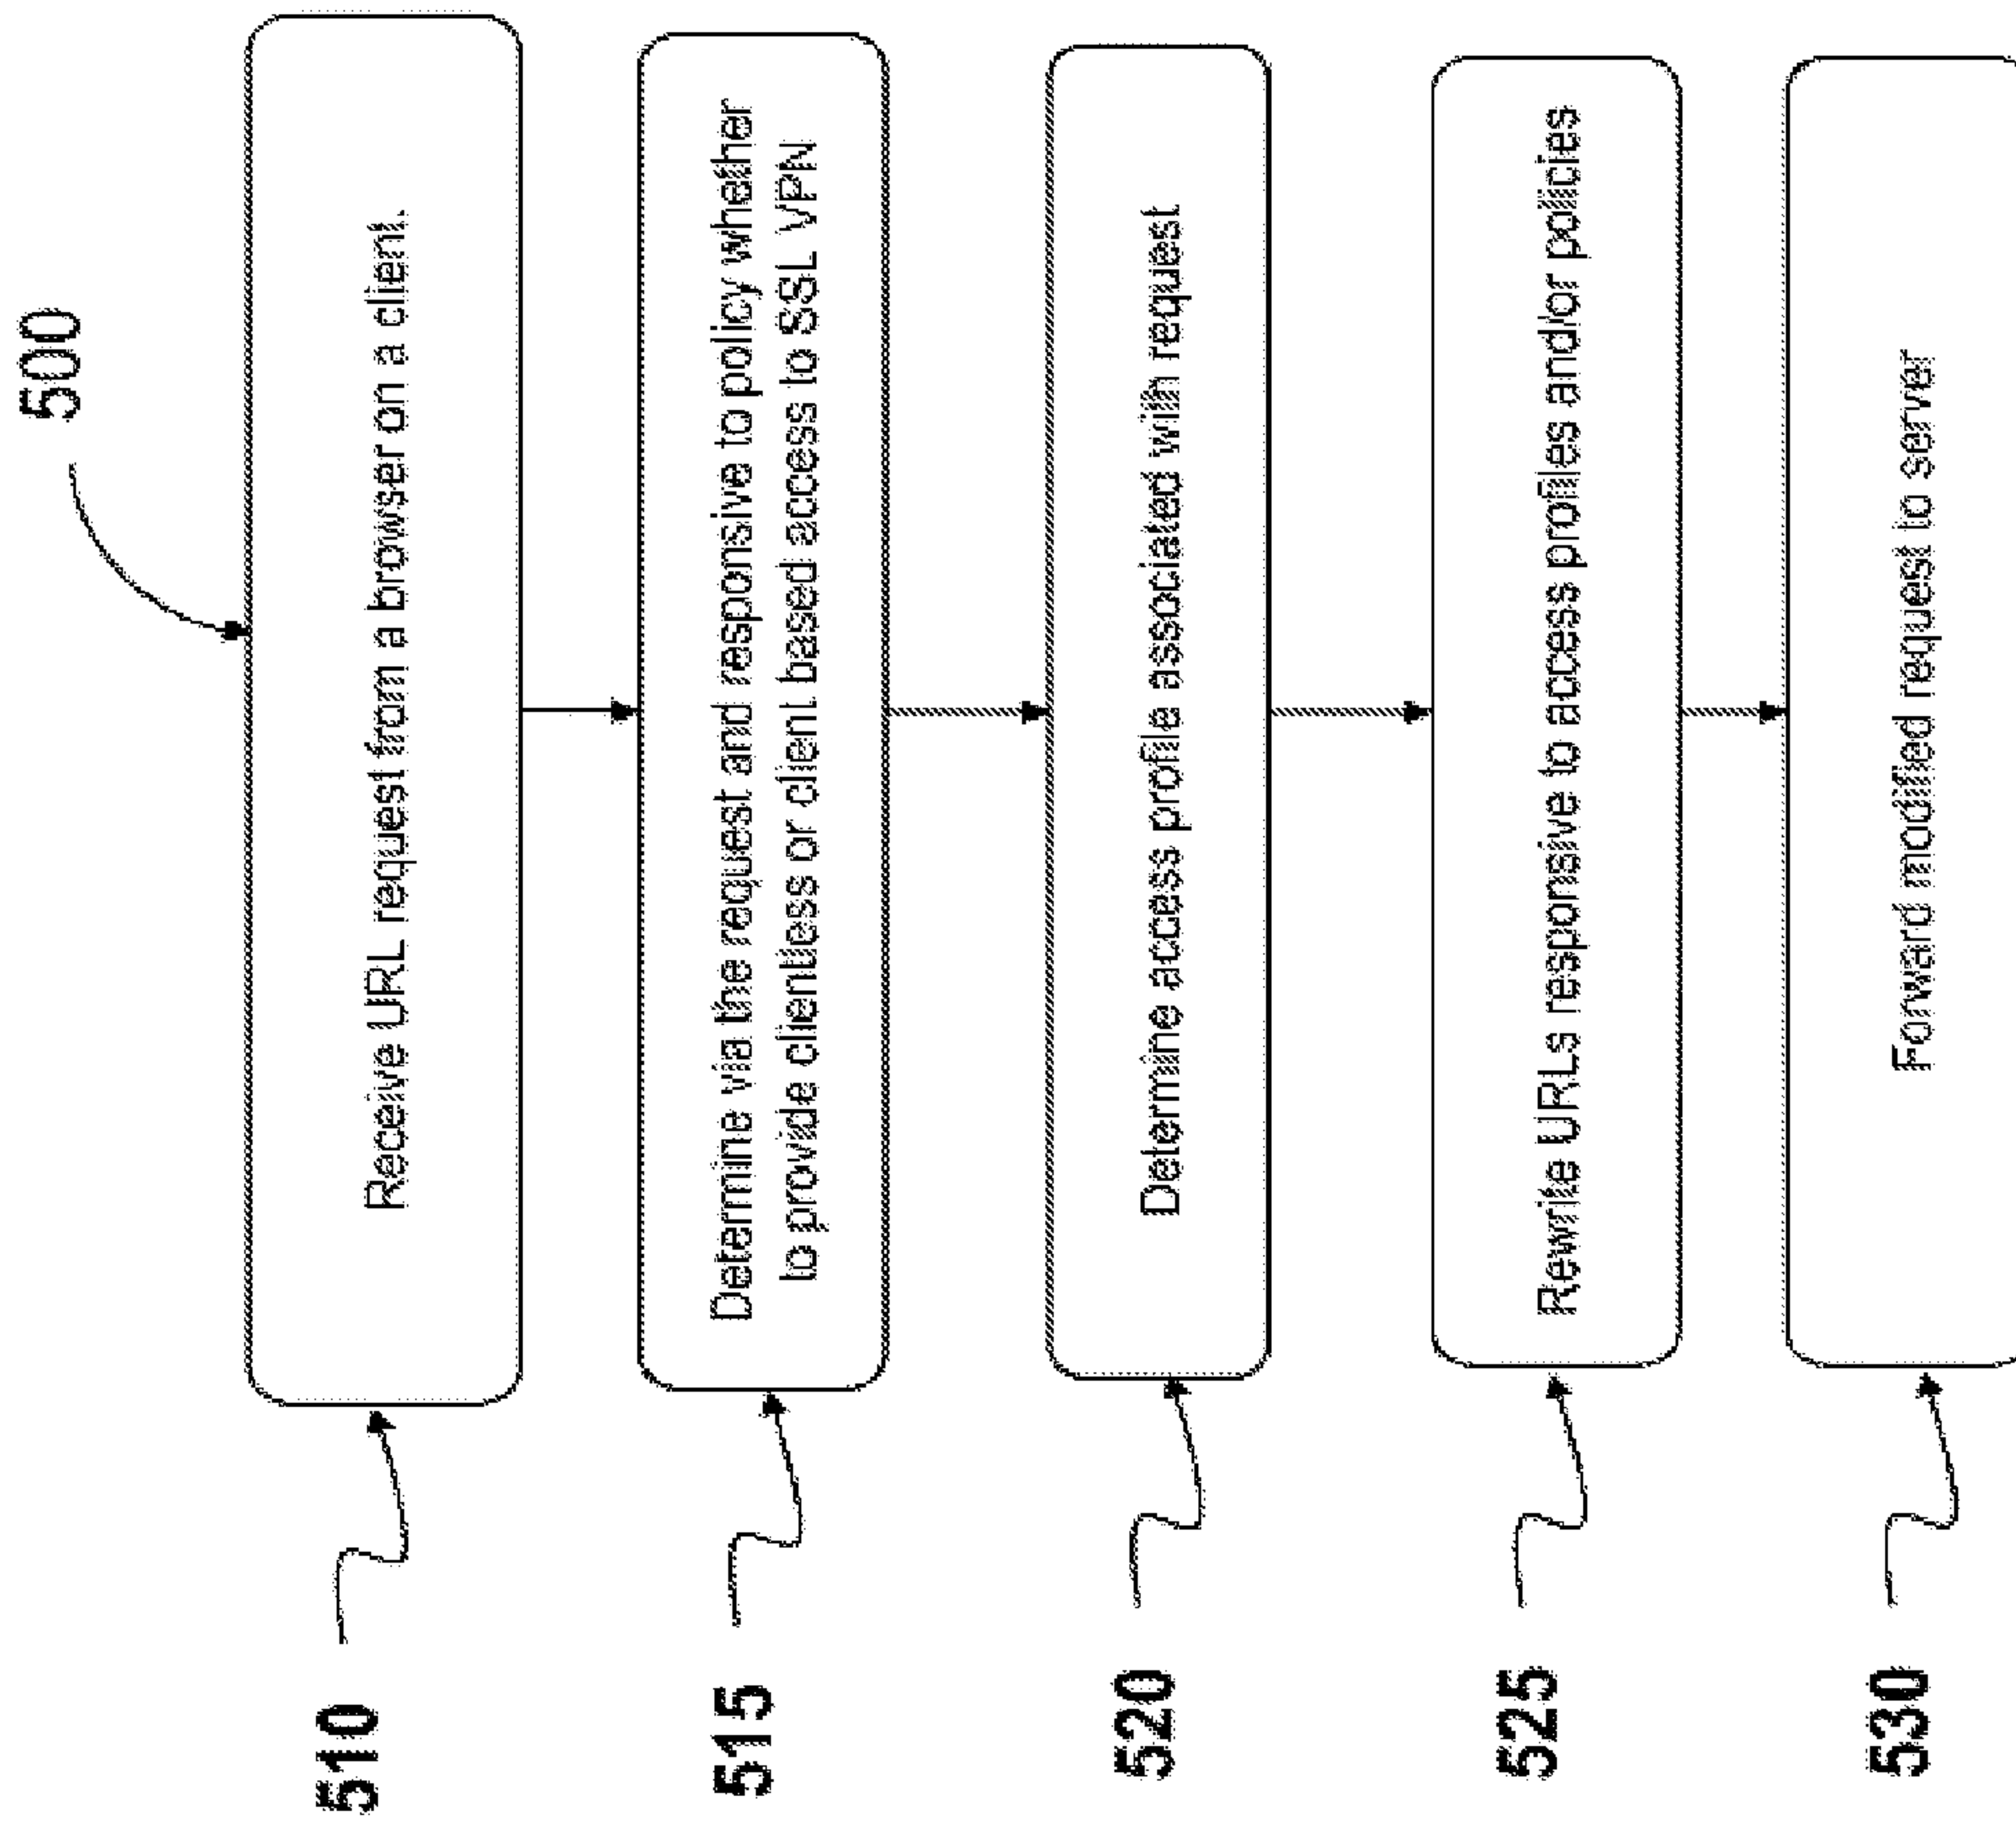 500
510
Receive URL request from a browser on a client.
515
Determine via the request and responsive to policy whether
to provide clientless or client based access to SSL VPN
520
Determine access profile associated with request
525
Rewrite URLs responsive to access profiles and/or policies
530
Forward modified request to server